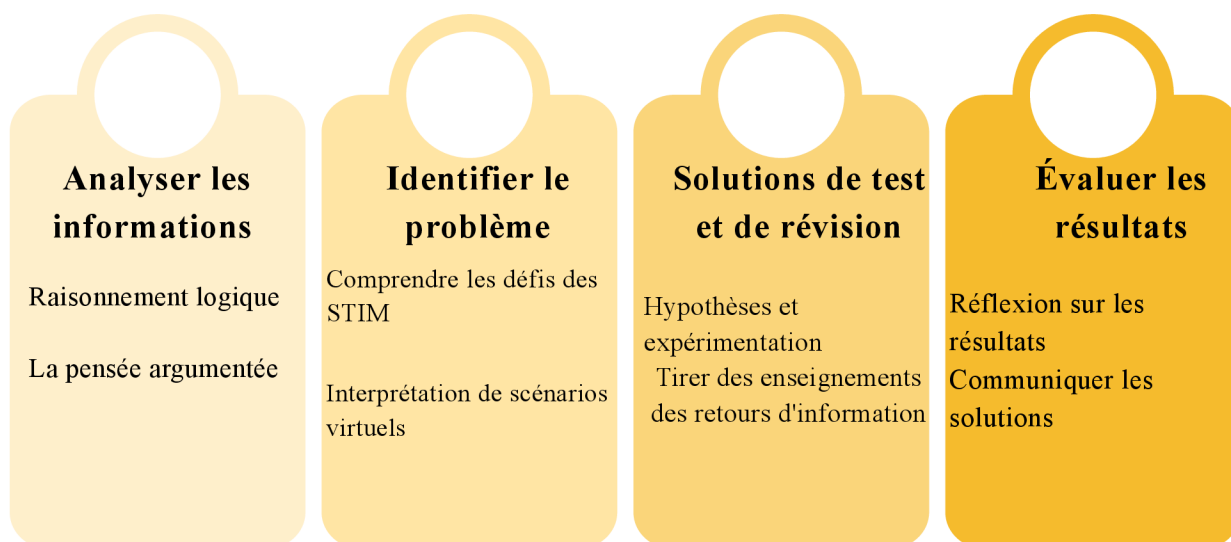 Analyser les
informations
Raisonnement logique
La pensée argumentée
Identifier le
problème
Comprendre les défis des
STIM
Interprétation de scénarios
virtuels
Solutions de test
et de révision
Hypothèses et
expérimentation
Tirer des enseignements
des retours d'information
Évaluer les
résultats
Réflexion sur les
résultats
Communiquer les
solutions